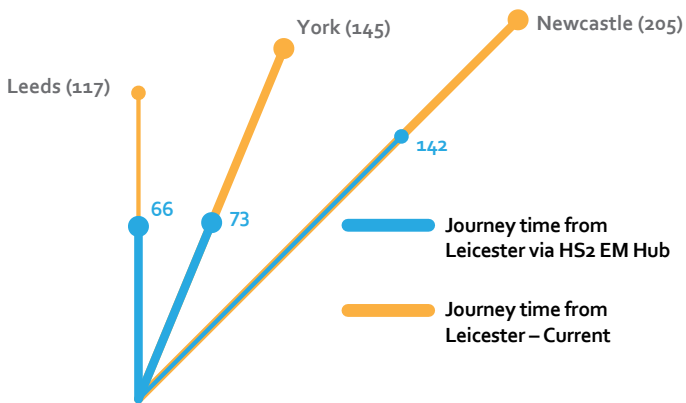 Newcastle (205)
York (145)
Leeds (117)
142
66
73
Journey time from
Leicester via HS2 EM Hub
Journey time from
Leicester – Current